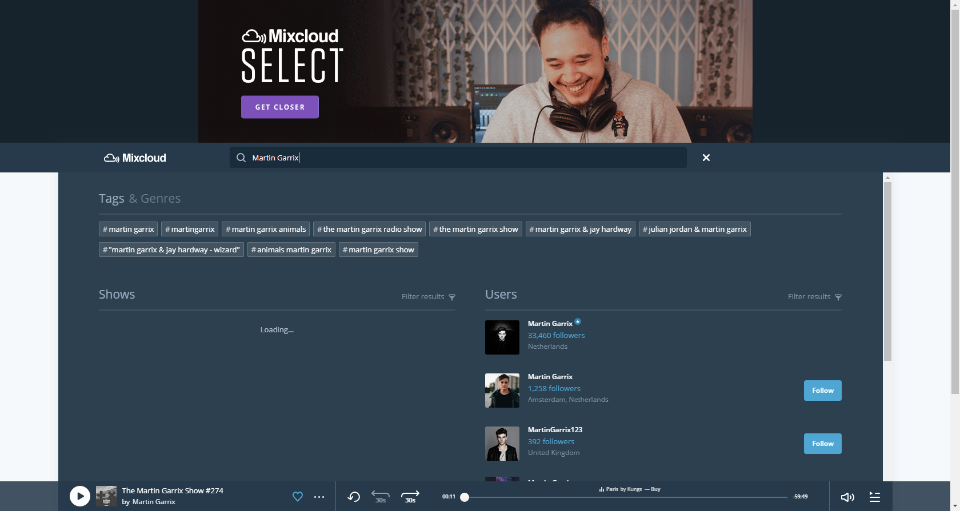 Mixcloud
SELECT
GET CLOSER
Mixcloud
Martin Garrix
Tags & Genres
#martin garrix #martingarrix #martin garrix animals #the martin garrix radio show #the martin garrix show #martin garrix & jay hardway #julian jordan & martin garrix
#"martin garrix & jay hardway - wizard" #animals martin garrix #martin garrix show
Shows
Filter results
Loading...
Users
Filter results
Martin Garrix
33,460 followers
Netherlands
Martin Garrix
1,258 followers
Amsterdam, Netherlands
Follow
MartinGarrix123
392 followers
United Kingdom
Follow
The Martin Garrix Show #274
by Martin Garrix
30s
30s
00:11
Paris by Kungs — Buy
-59:49